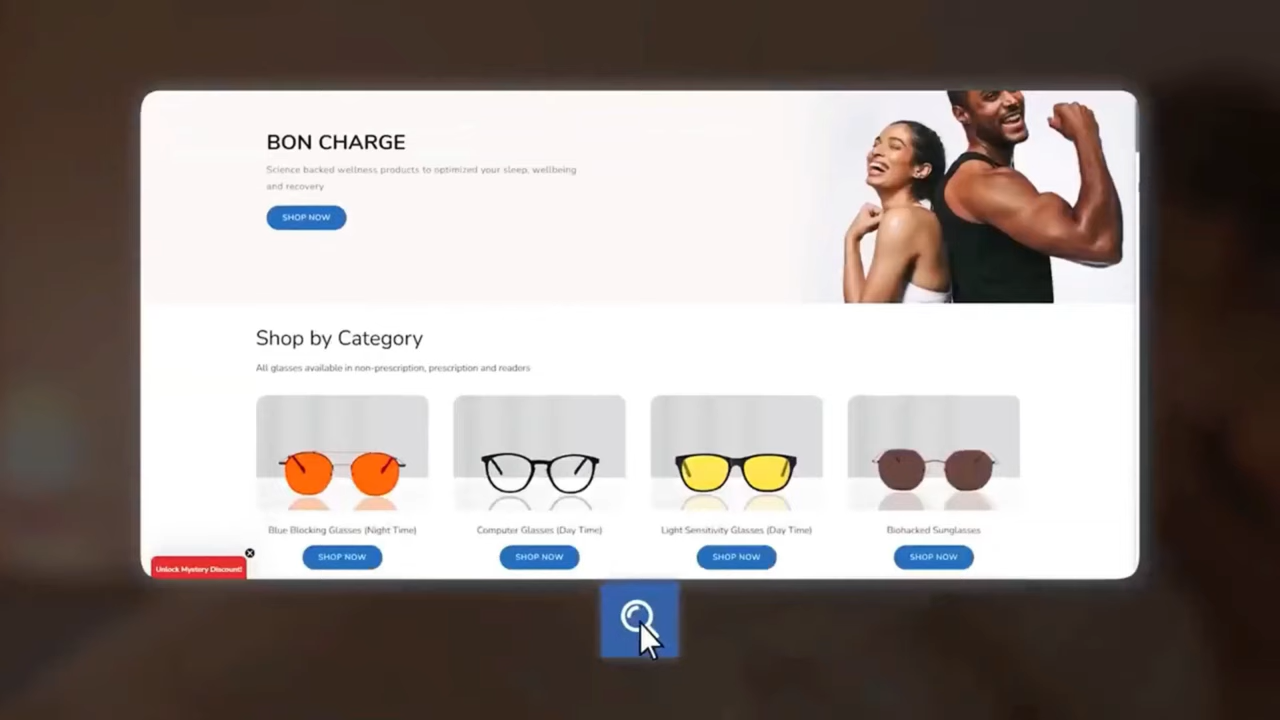 BON CHARGE
Science backed wellness products to optimized your sleep, wellbeing
and recovery
SHOP NOW
Shop by Category
All glasses available in non-prescription, prescription and readers
Blue Blocking Glasses (Night Time)
Computer Glasses (Day Time)
Light Sensitivity Glasses (Day Time)
Biohacked Sunglasses
SHOP NOW
SHOP NOW
SHOP NOW
SHOP NOW
Unlock Mystery Discount!